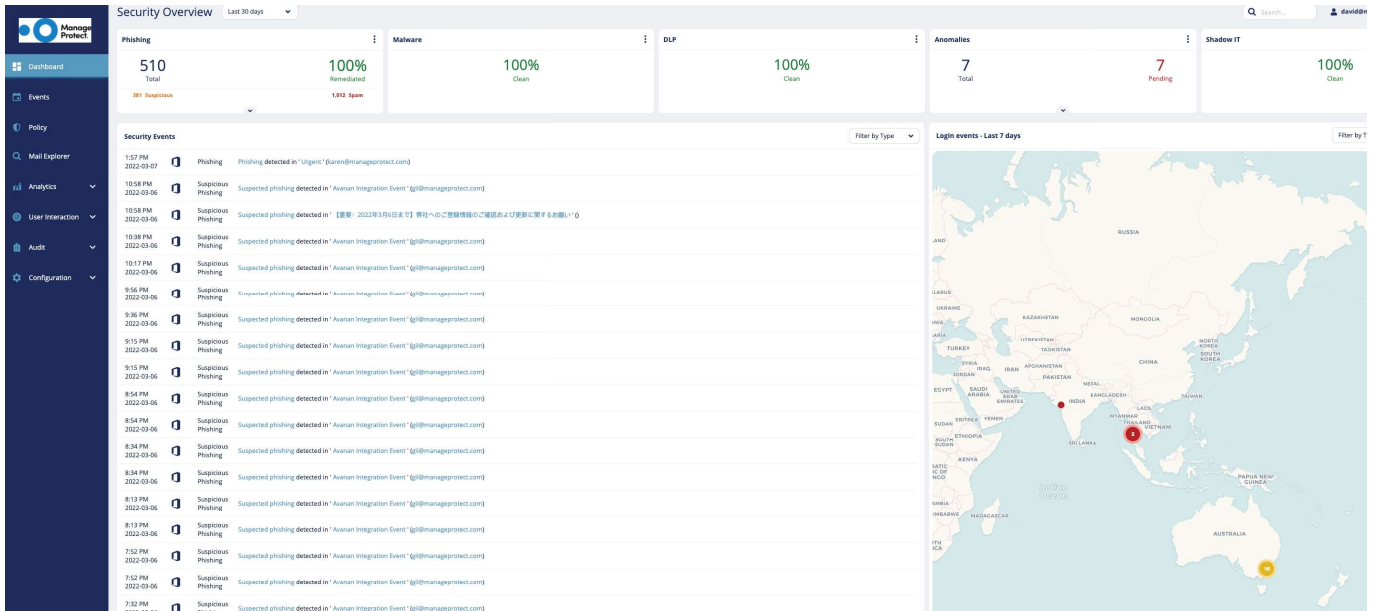 Manage
Protect.
Security Overview
Last 30 days
Search...
Dashboard
Events
Policy
Mail Explorer
Analytics
User Interaction
Audit
Configuration
Phishing
510
Total
100%
Remediated
381 Suspicious
1,012 Spam
Malware
100%
Clean
DLP
100%
Clean
Anomalies
7
Total
7
Pending
Shadow IT
100%
Clean
Security Events
Filter by Type
1:57 PM
2022-03-07
Phishing
Phishing detected in ' Urgent ' (karen@manageprotect.com)
10:58 PM
2022-03-06
Suspicious
Phishing
Suspected phishing detected in ' Avanan Integration Event ' (gil@manageprotect.com)
10:58 PM
2022-03-06
Suspicious
Phishing
Suspected phishing detected in ' 【重要: 2022年3月6日まで】弊社へのご登録情報のご確認および更新に関するお願い ' ()
10:38 PM
2022-03-06
Suspicious
Phishing
Suspected phishing detected in ' Avanan Integration Event ' (gil@manageprotect.com)
10:17 PM
2022-03-06
Suspicious
Phishing
Suspected phishing detected in ' Avanan Integration Event ' (gil@manageprotect.com)
9:56 PM
2022-03-06
Suspicious
Phishing
Suspected phishing detected in ' Avanan Integration Event ' (gil@manageprotect.com)
9:36 PM
2022-03-06
Suspicious
Phishing
Suspected phishing detected in ' Avanan Integration Event ' (gil@manageprotect.com)
9:15 PM
2022-03-06
Suspicious
Phishing
Suspected phishing detected in ' Avanan Integration Event ' (gil@manageprotect.com)
9:15 PM
2022-03-06
Suspicious
Phishing
Suspected phishing detected in ' Avanan Integration Event ' (gil@manageprotect.com)
8:54 PM
2022-03-06
Suspicious
Phishing
Suspected phishing detected in ' Avanan Integration Event ' (gil@manageprotect.com)
8:54 PM
2022-03-06
Suspicious
Phishing
Suspected phishing detected in ' Avanan Integration Event ' (gil@manageprotect.com)
8:34 PM
2022-03-06
Suspicious
Phishing
Suspected phishing detected in ' Avanan Integration Event ' (gil@manageprotect.com)
8:34 PM
2022-03-06
Suspicious
Phishing
Suspected phishing detected in ' Avanan Integration Event ' (gil@manageprotect.com)
8:13 PM
2022-03-06
Suspicious
Phishing
Suspected phishing detected in ' Avanan Integration Event ' (gil@manageprotect.com)
8:13 PM
2022-03-06
Suspicious
Phishing
Suspected phishing detected in ' Avanan Integration Event ' (gil@manageprotect.com)
7:52 PM
2022-03-06
Suspicious
Phishing
Suspected phishing detected in ' Avanan Integration Event ' (gil@manageprotect.com)
7:52 PM
2022-03-06
Suspicious
Phishing
Suspected phishing detected in ' Avanan Integration Event ' (gil@manageprotect.com)
7:32 PM
Suspicious
Suspected phishing detected in ' Avanan Integration Event ' (gil@manageprotect.com)
Login events - Last 7 days
Filter by
RUSSIA
UKRAINE
KAZAKHSTAN
MONGOLIA
UZBEKISTAN
TAJIKISTAN
TURKEY
NORTH
KOREA
SOUTH
KOREA
CHINA
SYRIA
IRAQ
IRAN
AFGHANISTAN
JORDAN
PAKISTAN
NEPAL
EGYPT
SAUDI
ARABIA
UNITED
ARAB
EMIRATES
INDIA
BANGLADESH
TAIWAN
LAOS
MYANMAR
THAILAND
VIETNAM
2
SUDAN
ERITREA
YEMEN
SOUTH
SUDAN
ETHIOPIA
SRI LANKA
KENYA
Indian
Ocean
PAPUA NEW
GUINEA
MADAGASCAR
AUSTRALIA
16